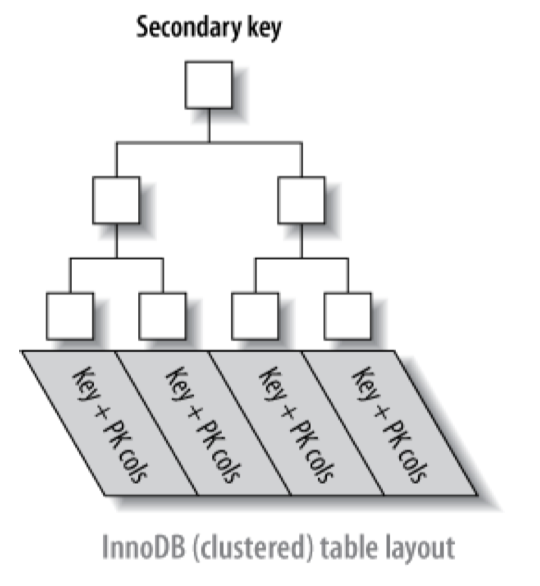 Secondary key
Key + PK cols
Key + PK cols
Key + PK cols
Key + PK cols
InnoDB (clustered) table layout